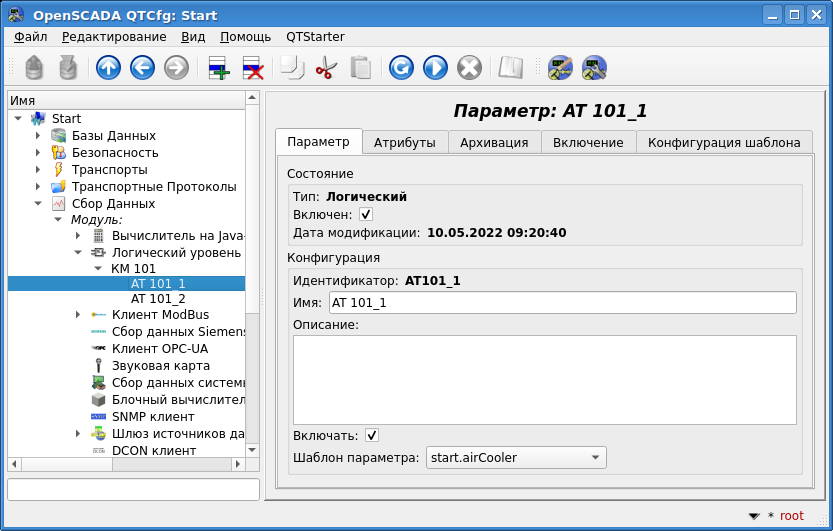 OpenSCADA QTCfg: Start
Файл Редактирование Вид Помощь QTStarter
Имя
Start
Базы Данных
Безопасность
Транспорты
Транспортные Протоколы
Сбор Данных
Модуль:
Вычислитель на Java-
Логический уровень
КМ 101
AT 101_1
AT 101_2
Клиент ModBus
Сбор данных Siemens
Клиент OPC-UA
Звуковая карта
Сбор данных системы
Блочный вычислител
SNMP клиент
Шлюз источников да
DCON клиент
Параметр: AT 101_1
Параметр Атрибуты Архивация Включение Конфигурация шаблона
Состояние
Тип: Логический
Включен:
Дата модификации: 10.05.2022 09:20:40
Конфигурация
Идентификатор: AT101_1
Имя: AT 101_1
Описание:
Включать:
Шаблон параметра: start.airCooler
* root